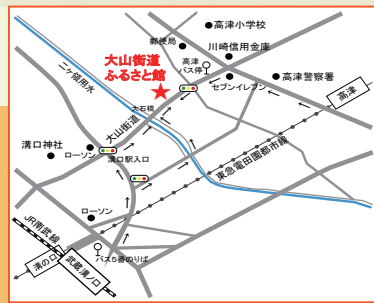 高津小学校
郵便局
川崎信用金庫
大山街道
ふるさと館
高津
バス停
セブンイレブン
高津警察署
高津
二ヶ領用水
大石橋
大山街道
溝口神社
ローソン
溝口駅入口
東急電田園都市線
ローソン
JR南武線
バス5番のりば
溝の口
武蔵溝ノ口